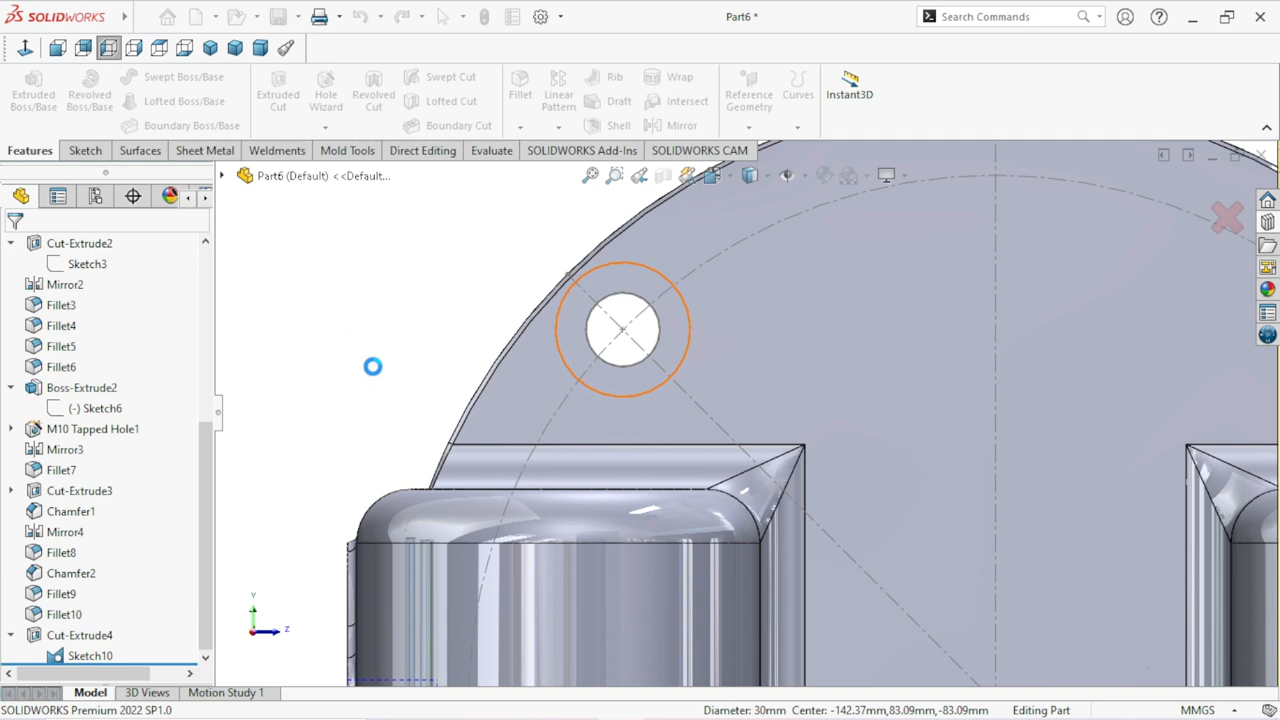 SOLIDWORKS
Part6 *
Search Commands
Extruded Boss/Base
Revolved Boss/Base
Swept Boss/Base
Lofted Boss/Base
Boundary Boss/Base
Extruded Cut
Hole Wizard
Revolved Cut
Swept Cut
Lofted Cut
Boundary Cut
Fillet
Linear Pattern
Rib
Draft
Shell
Wrap
Intersect
Mirror
Reference Geometry
Curves
Instant3D
Features
Sketch
Surfaces
Sheet Metal
Weldments
Mold Tools
Direct Editing
Evaluate
SOLIDWORKS Add-Ins
SOLIDWORKS CAM
Part6 (Default) <<Default...
Cut-Extrude2
Sketch3
Mirror2
Fillet3
Fillet4
Fillet5
Fillet6
Boss-Extrude2
(-) Sketch6
M10 Tapped Hole1
Mirror3
Fillet7
Cut-Extrude3
Chamfer1
Mirror4
Fillet8
Chamfer2
Fillet9
Fillet10
Cut-Extrude4
Sketch10
Y
Z
Model
3D Views
Motion Study 1
SOLIDWORKS Premium 2022 SP1.0
Diameter: 30mm Center: -142.37mm,83.09mm,-83.09mm
Editing Part
MMGS